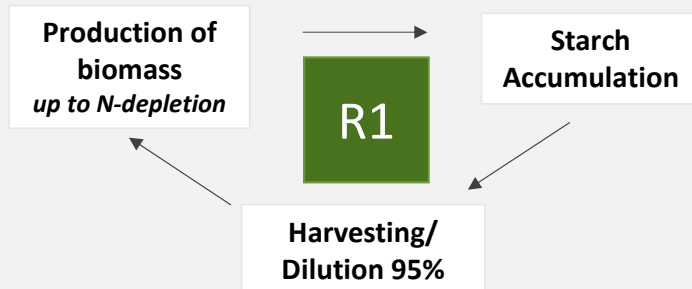 Production of
biomass
up to N-depletion
Starch
Accumulation
R1
Harvesting/
Dilution 95%